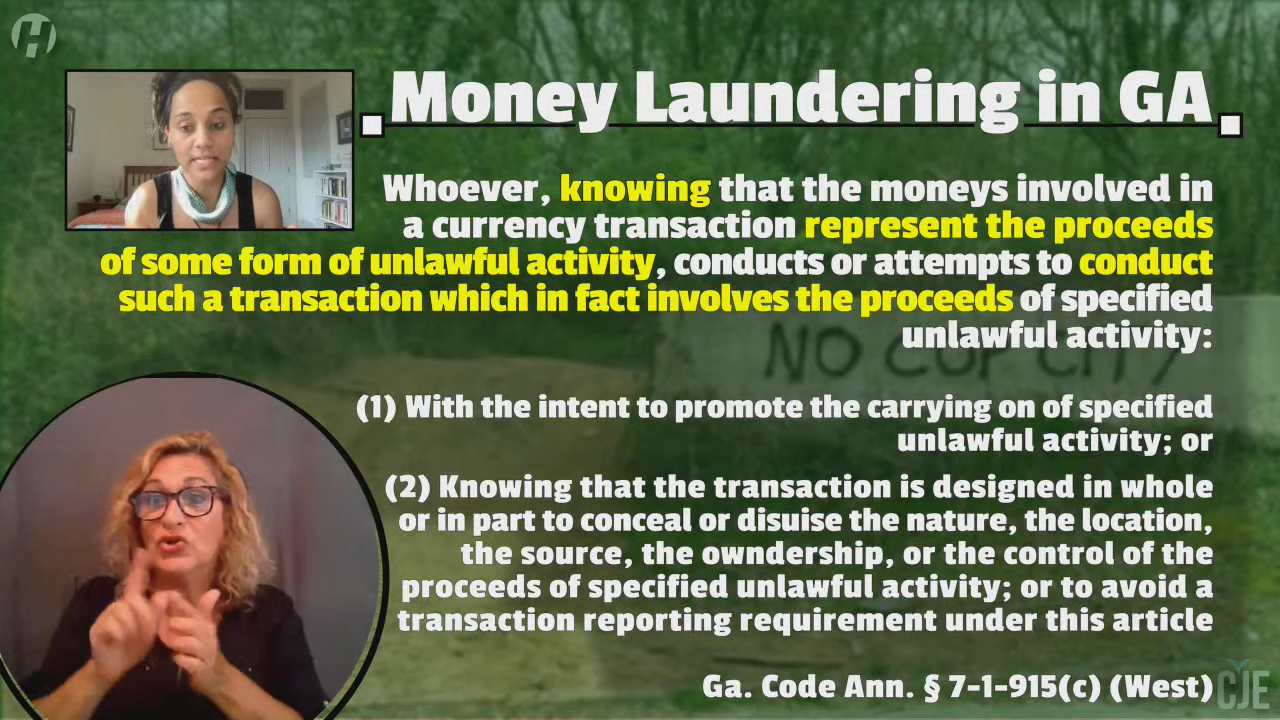 H
Money Laundering in GA
Whoever, knowing that the moneys involved in
a currency transaction represent the proceeds
of some form of unlawful activity, conducts or attempts to conduct
such a transaction which in fact involves the proceeds of specified
unlawful activity:
NO COP CITY
(1) With the intent to promote the carrying on of specified
unlawful activity; or
(2) Knowing that the transaction is designed in whole
or in part to conceal or disuise the nature, the location,
the source, the owndership, or the control of the
proceeds of specified unlawful activity; or to avoid a
transaction reporting requirement under this article
Ga. Code Ann. § 7-1-915(c) (West)
CJE